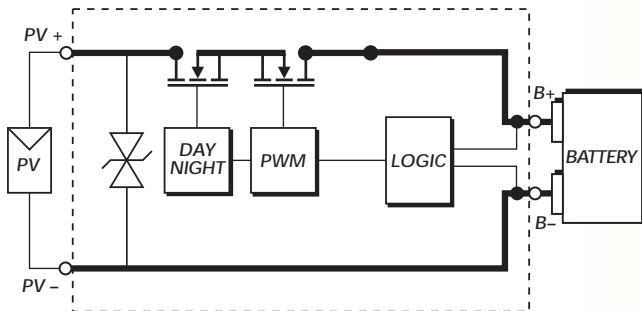 PV +
B+
PV
DAY
NIGHT
PWM
LOGIC
BATTERY
B–
PV –